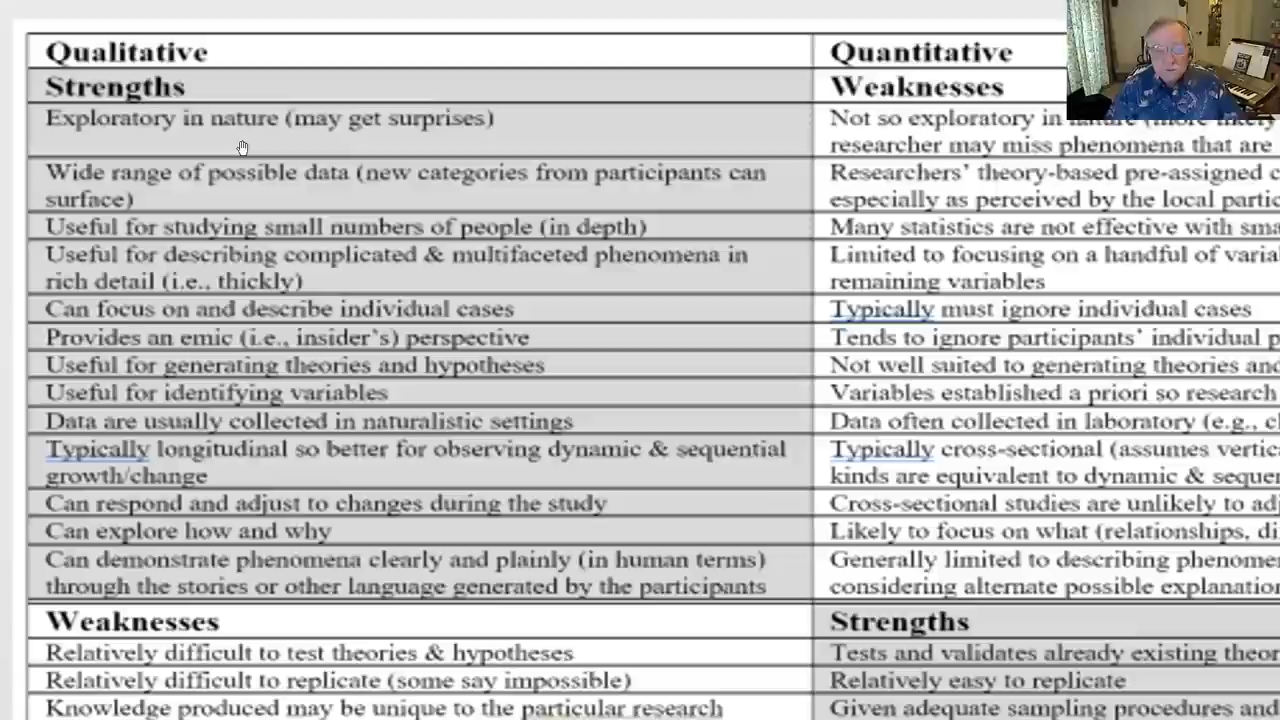 Qualitative
Quantitative
Strengths
Weaknesses
Exploratory in nature (may get surprises)
Not so exploratory in nature (more likely
researcher may miss phenomena that are
Wide range of possible data (new categories from participants can
surface)
Researchers' theory-based pre-assigned
especially as perceived by the local
Useful for studying small numbers of people (in depth)
Many statistics are not effective with
Useful for describing complicated & multifaceted phenomena in
rich detail (i.e., thickly)
Limited to focusing on a handful of
remaining variables
Can focus on and describe individual cases
Typically must ignore individual cases
Provides an emic (i.e., insider's) perspective
Tends to ignore participants' individual
Useful for generating theories and hypotheses
Not well suited to generating theories
Useful for identifying variables
Variables established a priori so research
Data are usually collected in naturalistic settings
Data often collected in laboratory (e.g.,
Typically longitudinal so better for observing dynamic & sequential
growth/change
Typically cross-sectional (assumes
kinds are equivalent to dynamic &
Can respond and adjust to changes during the study
Cross-sectional studies are unlikely to
Can explore how and why
Likely to focus on what (relationships,
Can demonstrate phenomena clearly and plainly (in human terms)
through the stories or other language generated by the participants
Generally limited to describing
considering alternate possible
Weaknesses
Strengths
Relatively difficult to test theories & hypotheses
Tests and validates already existing
Relatively difficult to replicate (some say impossible)
Relatively easy to replicate
Knowledge produced may be unique to the particular research
Given adequate sampling procedures and